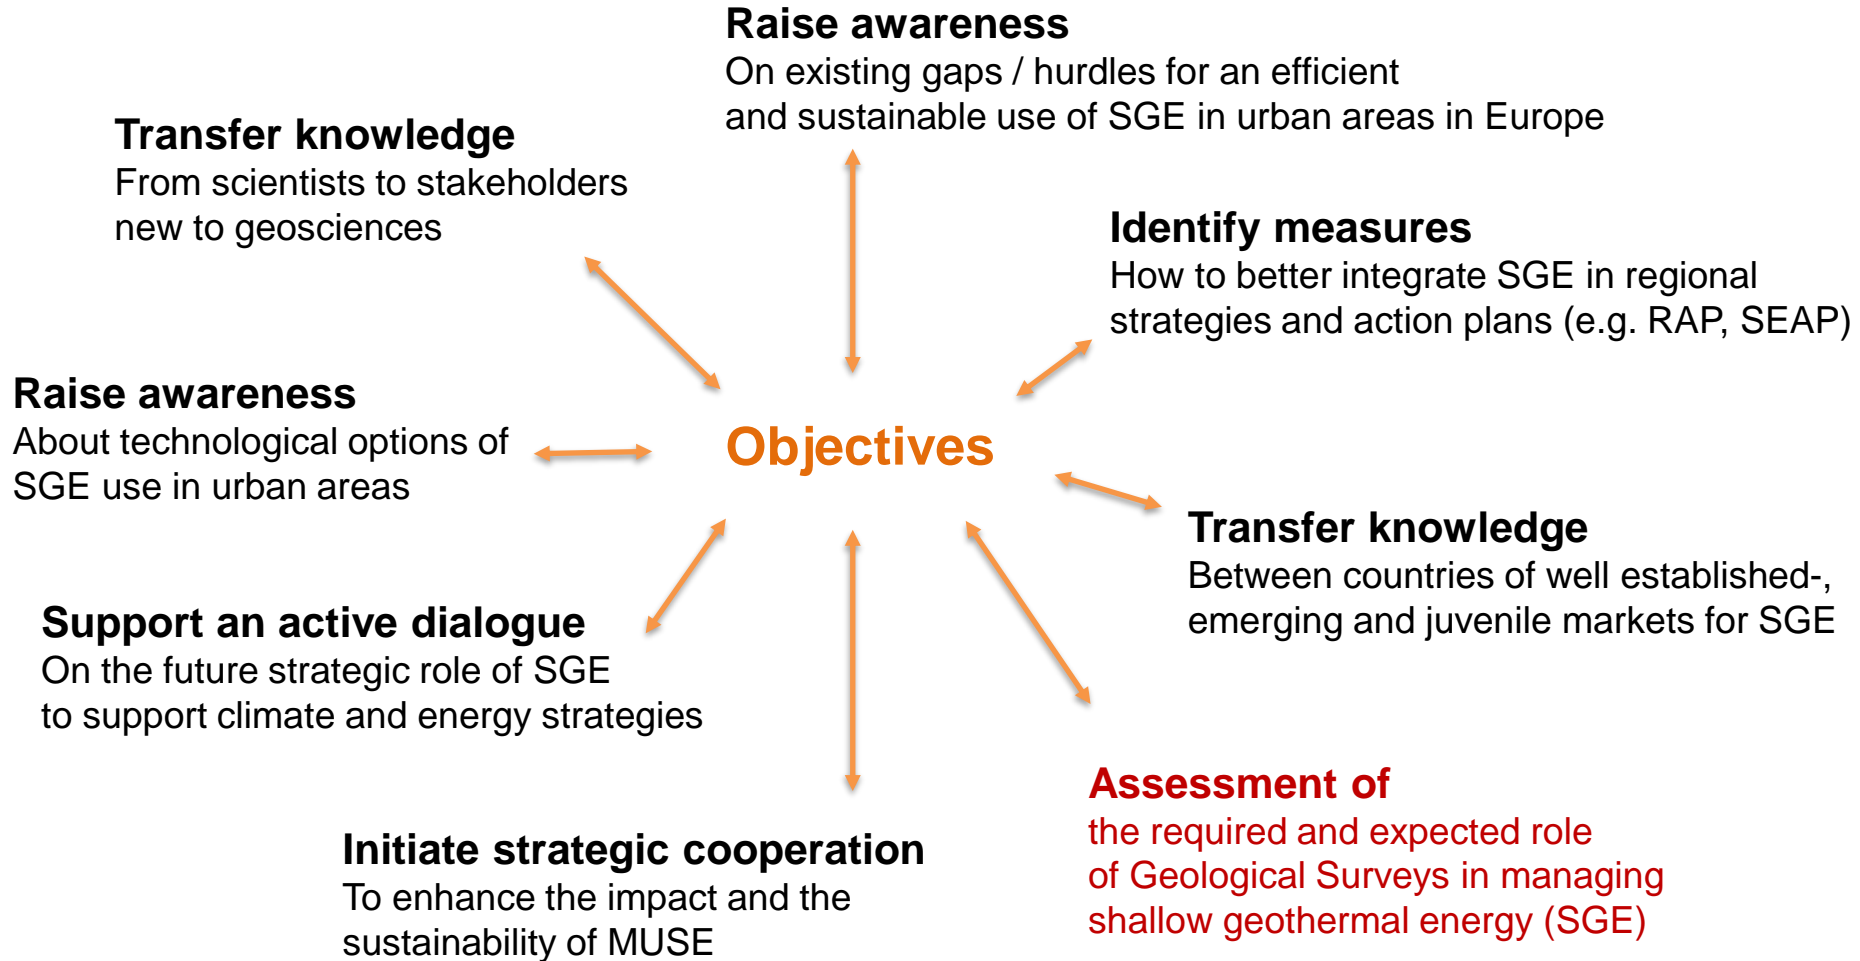 Raise awareness
On existing gaps / hurdles for an efficient
and sustainable use of SGE in urban areas in Europe
Transfer knowledge
From scientists to stakeholders
new to geosciences
Identify measures
How to better integrate SGE in regional
strategies and action plans (e.g. RAP, SEAP)
Raise awareness
About technological options of
SGE use in urban areas
Objectives
Transfer knowledge
Between countries of well established-,
emerging and juvenile markets for SGE
Support an active dialogue
On the future strategic role of SGE
to support climate and energy strategies
Assessment of
the required and expected role
of Geological Surveys in managing
shallow geothermal energy (SGE)
Initiate strategic cooperation
To enhance the impact and the
sustainability of MUSE